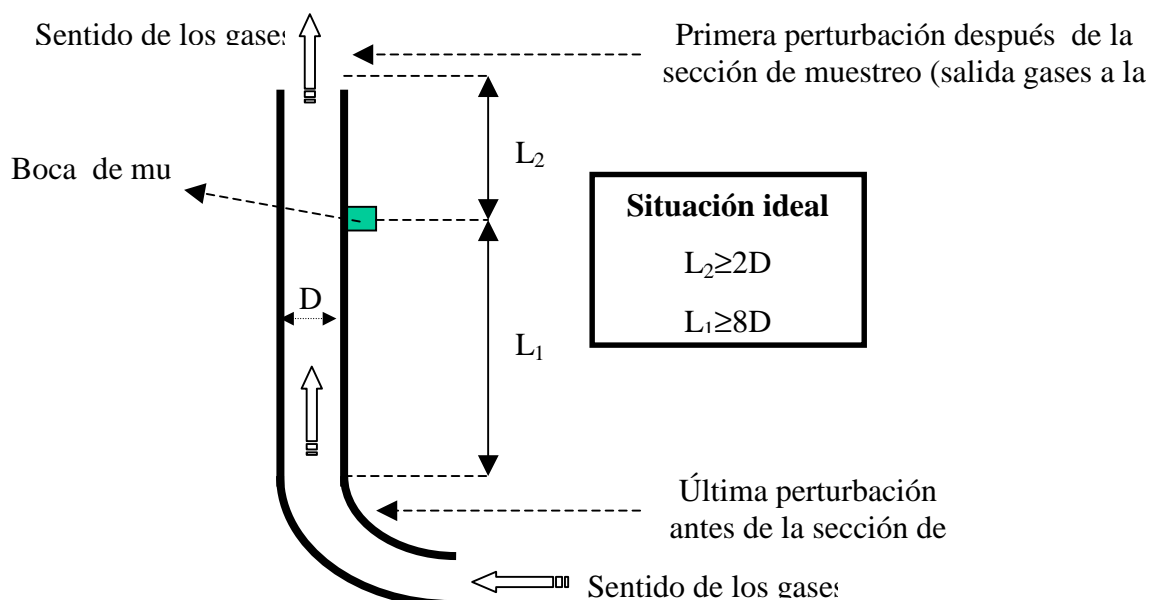 Sentido de los gases
Primera perturbación después de la
sección de muestreo (salida gases a la
L2
Boca de mu
Situación ideal
L2≥2D
L1≥8D
D
L1
Última perturbación
antes de la sección de
Sentido de los gases